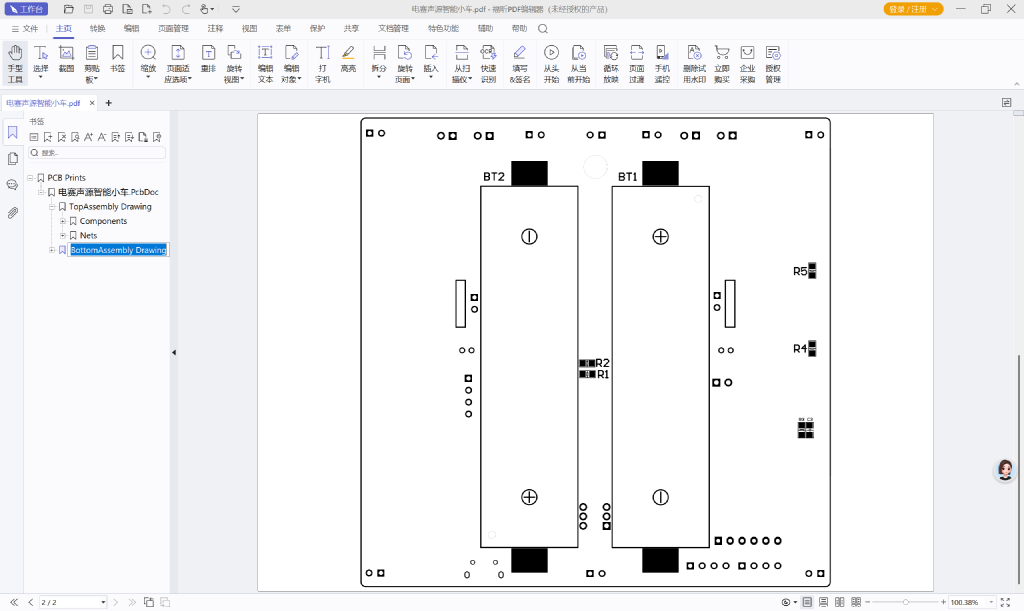 工作台
电赛声源智能小车.pdf - 福昕PDF编辑器 (未经授权的产品)
登录 / 注册
文件 主页 转换 编辑 页面管理 注释 视图 表单 保护 共享 文档管理 特色功能 辅助 帮助
手型工具 选择 截图 剪贴板 书签 缩放 页面适应选项 重排 旋转视图 编辑文本 编辑对象 打字机 高亮 拆分 旋转页面 插入 从扫描仪 快速识别 填写&签名 从头开始 从当前开始 循环放映 页面过渡 手机遥控 删除试用水印 立即购买 企业采购 授权管理
电赛声源智能小车.pdf
书签
搜索...
PCB Prints
电赛声源智能小车.PcbDoc
TopAssembly Drawing
Components
Nets
BottomAssembly Drawing
BT2
BT1
R5
R4
R2
R1
2 / 2
100.38%